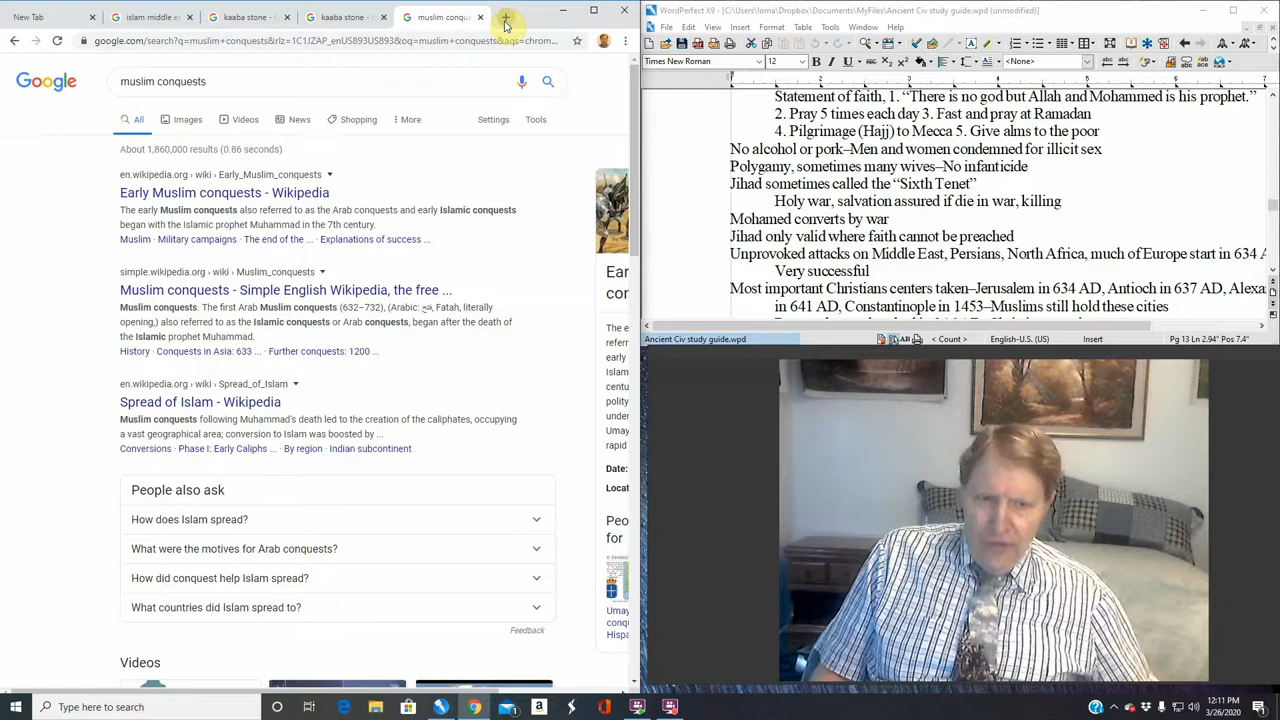 New Tab
islam middle e
kaaba stone -
kaaba stone -
muslim conque
google.com/search?q=muslim+conquests&rlz=1C1JZAP_enUS893US893&oq=muslim+conquests&aqs=chrom...
Google
muslim conquests
All Images Videos News Shopping More Settings Tools
About 1,860,000 results (0.86 seconds)
en.wikipedia.org › wiki › Early_Muslim_conquests
Early Muslim conquests - Wikipedia
The early Muslim conquests also referred to as the Arab conquests and early Islamic conquests
began with the Islamic prophet Muhammad in the 7th century.
Muslim · Military campaigns · The end of the ... · Explanations of success ...
simple.wikipedia.org › wiki › Muslim_conquests
Muslim conquests - Simple English Wikipedia, the free ...
Muslim conquests. The first Arab Muslim conquests (632–732), (Arabic: فتح, Fatah, literally
opening,) also referred to as the Islamic conquests or Arab conquests, began after the death of
the Islamic prophet Muhammad.
History · Conquests in Asia: 633 ... · Further conquests: 1200 ...
en.wikipedia.org › wiki › Spread_of_Islam
Spread of Islam - Wikipedia
Muslim conquests following Muhammad's death led to the creation of the caliphates, occupying
a vast geographical area; conversion to Islam was boosted by ...
Conversions · Phase I: Early Caliphs ... · By region · Indian subcontinent
People also ask
How does Islam spread?
What were the motives for Arab conquests?
How did conquest help Islam spread?
What countries did Islam spread to?
Feedback
Videos
Ear
con
The e
referr
and e
Islam
centu
polity
Umay
rapid
Date:
Loca
Peo
for
Umay
conqu
Hispa
WordPerfect X9 - [C:\Users\lorna\Dropbox\Documents\MyFiles\Ancient Civ study guide.wpd (unmodified)]
File Edit View Insert Format Table Tools Window Help
Times New Roman 12 <None>
Statement of faith, 1. “There is no god but Allah and Mohammed is his prophet.”
2. Pray 5 times each day 3. Fast and pray at Ramadan
4. Pilgrimage (Hajj) to Mecca 5. Give alms to the poor
No alcohol or pork–Men and women condemned for illicit sex
Polygamy, sometimes many wives–No infanticide
Jihad sometimes called the “Sixth Tenet”
Holy war, salvation assured if die in war, killing
Mohamed converts by war
Jihad only valid where faith cannot be preached
Unprovoked attacks on Middle East, Persians, North Africa, much of Europe start in 634 A
Very successful
Most important Christians centers taken–Jerusalem in 634 AD, Antioch in 637 AD, Alexa
in 641 AD, Constantinople in 1453–Muslims still hold these cities
Ancient Civ study guide.wpd
AB < Count > English-U.S. (US) Insert Pg 13 Ln 2.94" Pos 7.4"
Type here to search
12:11 PM
3/26/2020